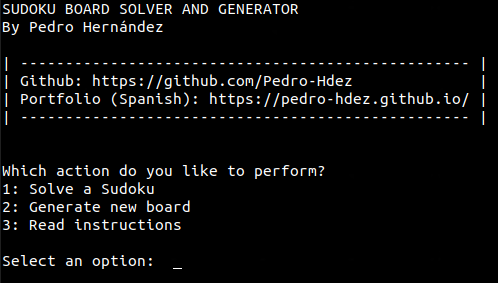 SUDOKU BOARD SOLVER AND GENERATOR
By Pedro Hernández
| -------------------------------------------------- |
| Github: https://github.com/Pedro-Hdez                 |
| Portfolio (Spanish): https://pedro-hdez.github.io/ |
| -------------------------------------------------- |
Which action do you like to perform?
1: Solve a Sudoku
2: Generate new board
3: Read instructions
Select an option:  _